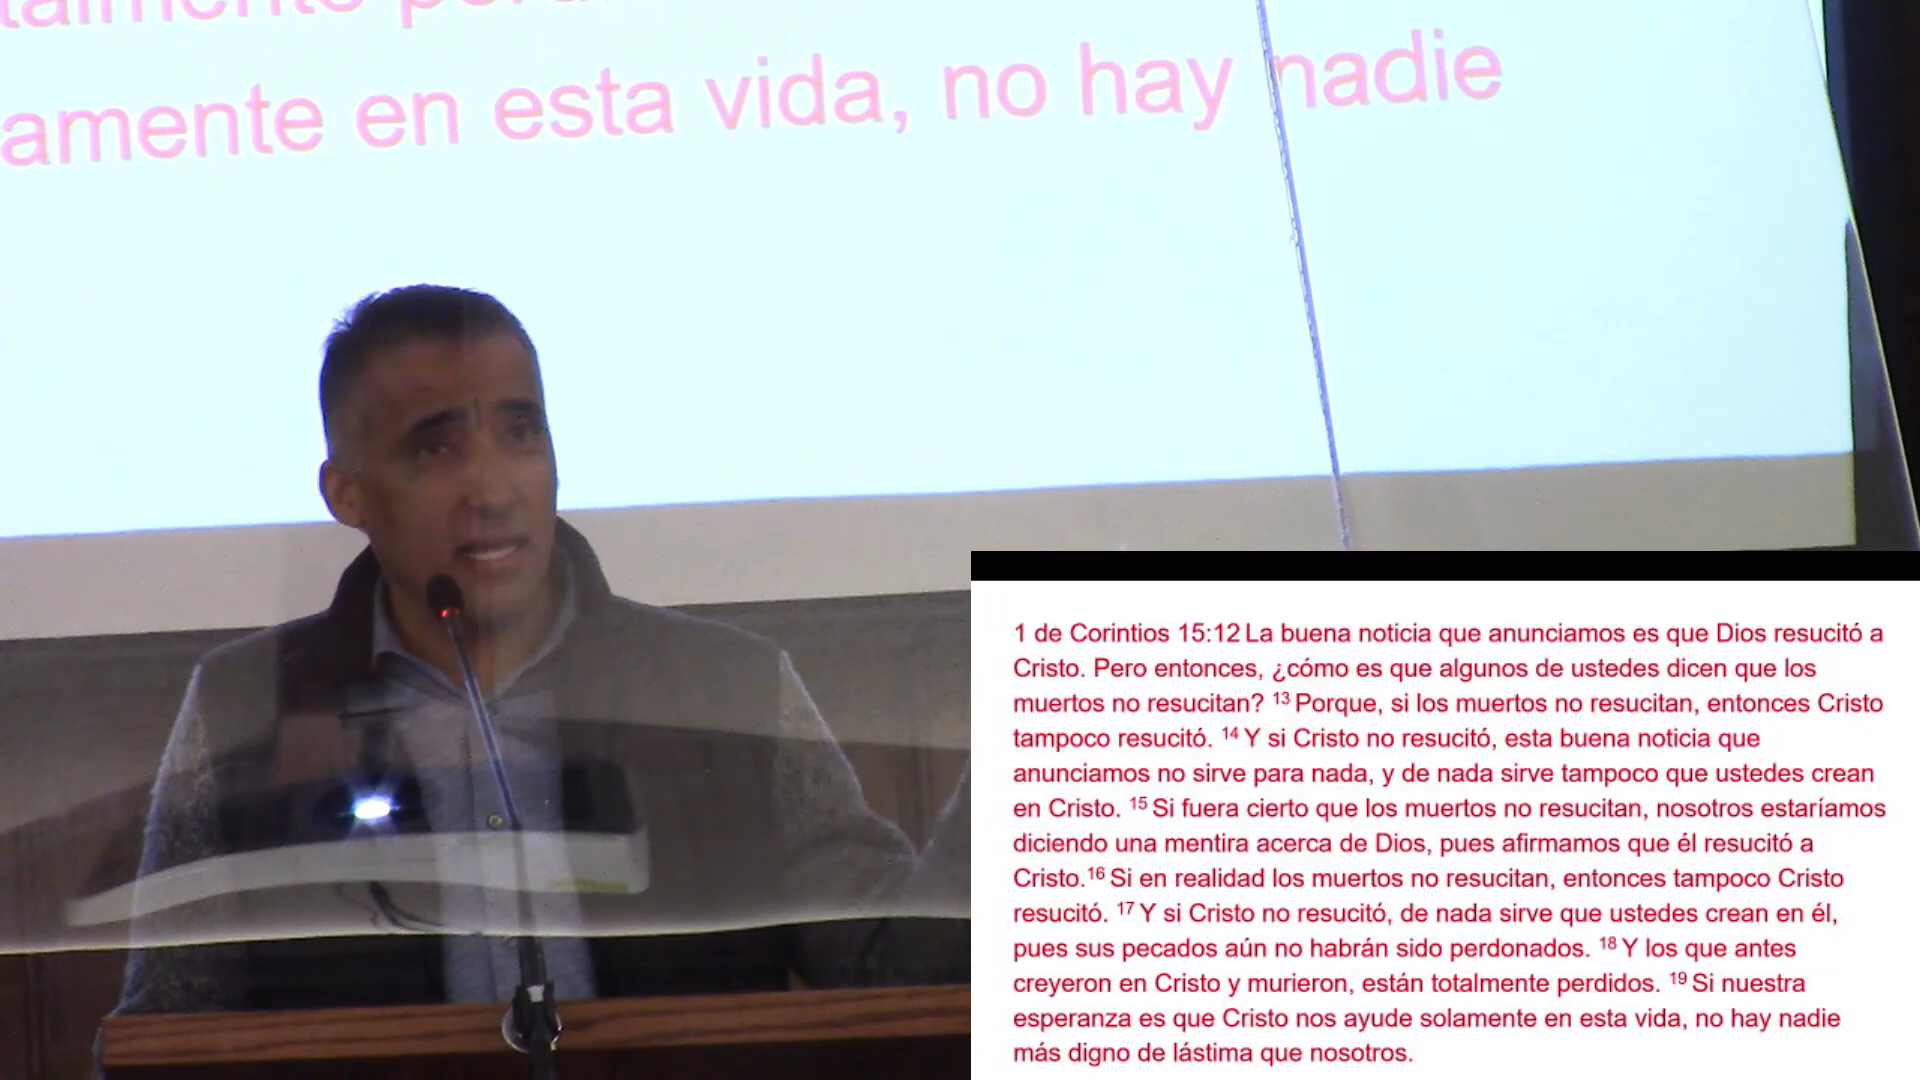 amente en esta vida, no hay nadie
1 de Corintios 15:12 La buena noticia que anunciamos es que Dios resucitó a
Cristo. Pero entonces, ¿cómo es que algunos de ustedes dicen que los
muertos no resucitan? 13 Porque, si los muertos no resucitan, entonces Cristo
tampoco resucitó. 14 Y si Cristo no resucitó, esta buena noticia que
anunciamos no sirve para nada, y de nada sirve tampoco que ustedes crean
en Cristo. 15 Si fuera cierto que los muertos no resucitan, nosotros estaríamos
diciendo una mentira acerca de Dios, pues afirmamos que él resucitó a
Cristo.16 Si en realidad los muertos no resucitan, entonces tampoco Cristo
resucitó. 17 Y si Cristo no resucitó, de nada sirve que ustedes crean en él,
pues sus pecados aún no habrán sido perdonados. 18 Y los que antes
creyeron en Cristo y murieron, están totalmente perdidos. 19 Si nuestra
esperanza es que Cristo nos ayude solamente en esta vida, no hay nadie
más digno de lástima que nosotros.